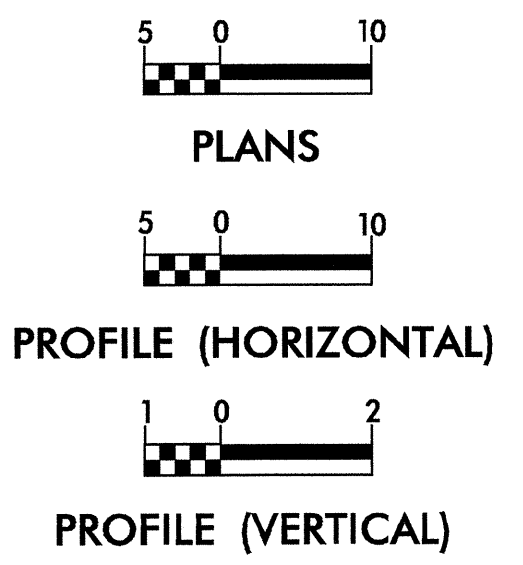 5 0 10
PLANS
5 0 10
PROFILE (HORIZONTAL)
1 0 2
PROFILE (VERTICAL)